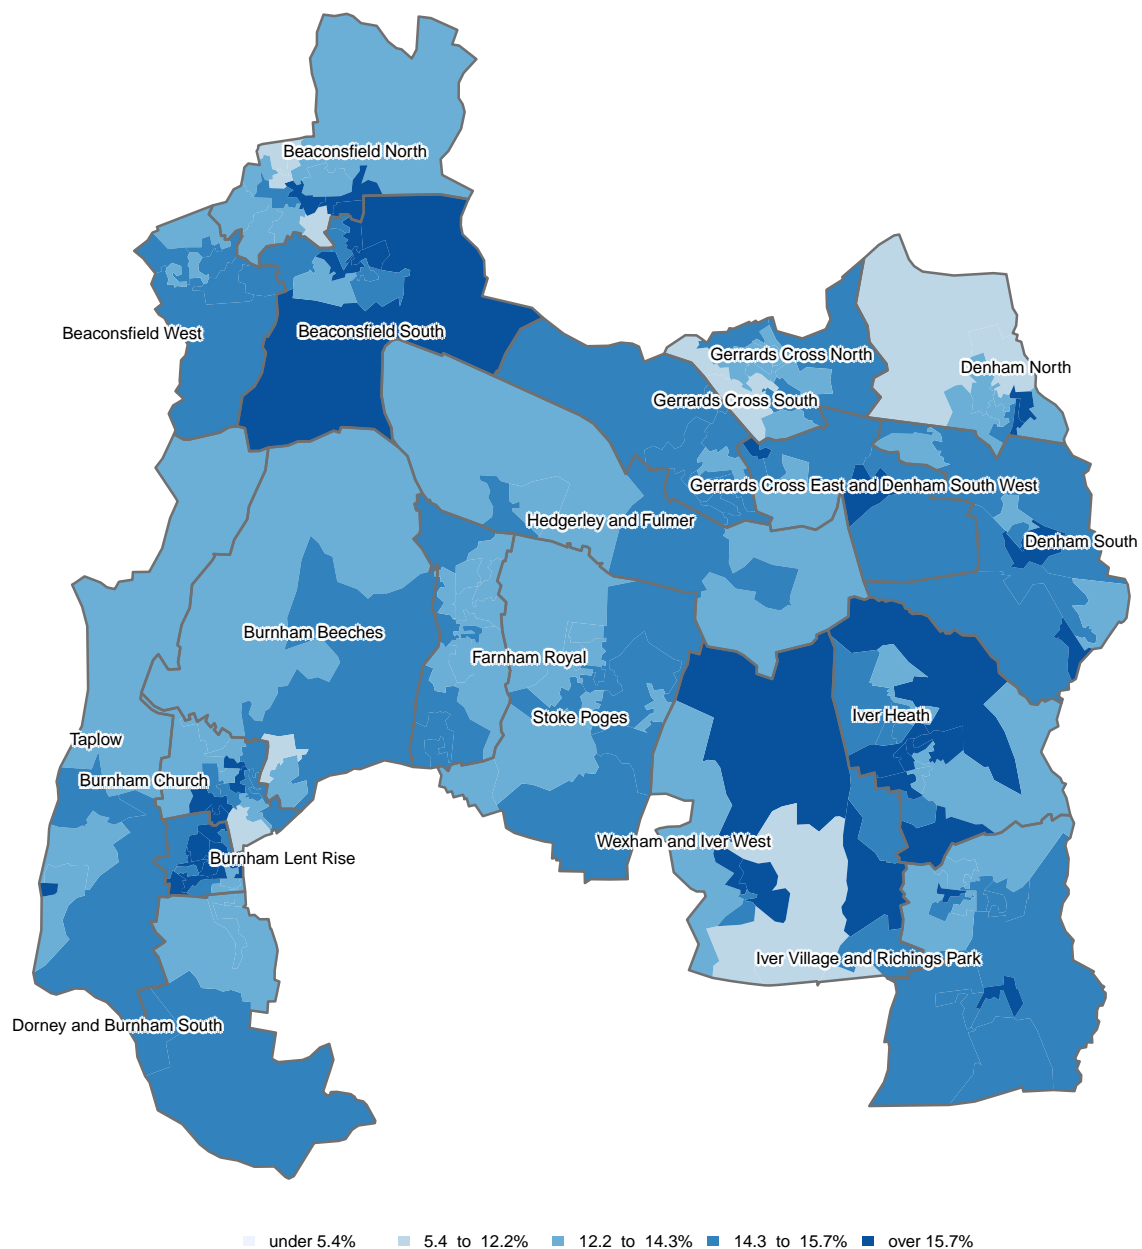 Beaconsfield North
Beaconsfield West
Beaconsfield South
Gerrards Cross North
Denham North
Gerrards Cross South
Gerrards Cross East and Denham South West
Hedgerley and Fulmer
Denham South
Burnham Beeches
Farnham Royal
Stoke Poges
Iver Heath
Taplow
Burnham Church
Wexham and Iver West
Burnham Lent Rise
Iver Village and Richings Park
Dorney and Burnham South
under 5.4% 5.4 to 12.2% 12.2 to 14.3% 14.3 to 15.7% over 15.7%